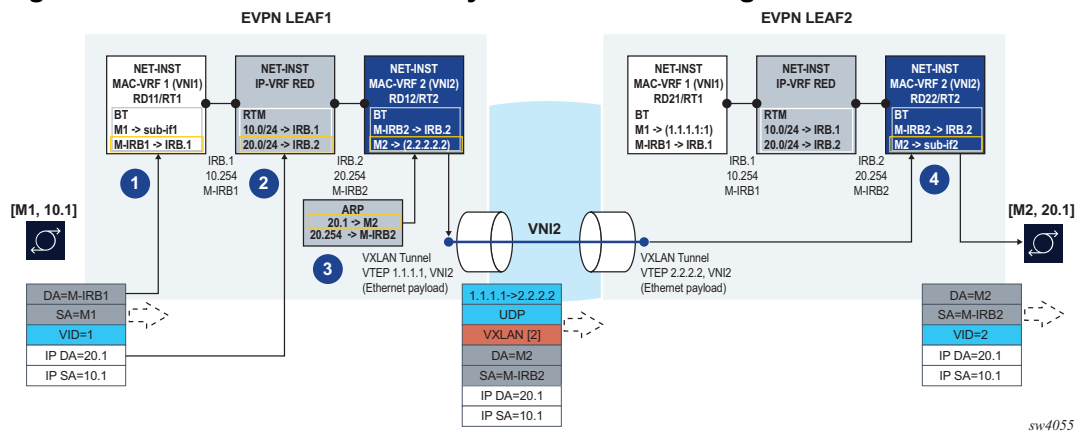 EVPN LEAF1
EVPN LEAF2
NET-INST
MAC-VRF 1 (VNI1)
RD11/RT1
BT
M1 -> sub-if1
M-IRB1 -> IRB.1
NET-INST
IP-VRF RED
RTM
10.0/24 -> IRB.1
20.0/24 -> IRB.2
NET-INST
MAC-VRF 2 (VNI2)
RD12/RT2
BT
M-IRB2 -> IRB.2
M2 -> (2.2.2.2)
NET-INST
MAC-VRF 1 (VNI1)
RD21/RT1
BT
M1 -> (1.1.1.1:1)
M-IRB1 -> IRB.1
NET-INST
IP-VRF RED
RTM
10.0/24 -> IRB.1
20.0/24 -> IRB.2
NET-INST
MAC-VRF 2 (VNI2)
RD22/RT2
BT
M-IRB2 -> IRB.2
M2 -> sub-if2
1
IRB.1
10.254
M-IRB1
2
IRB.2
20.254
M-IRB2
IRB.1
10.254
M-IRB1
IRB.2
20.254
M-IRB2
4
[M1, 10.1]
[M2, 20.1]
ARP
20.1 -> M2
20.254 -> M-IRB2
3
VNI2
VXLAN Tunnel
VTEP 1.1.1.1, VNI2
(Ethernet payload)
VXLAN Tunnel
VTEP 2.2.2.2, VNI2
(Ethernet payload)
DA=M-IRB1
SA=M1
VID=1
IP DA=20.1
IP SA=10.1
1.1.1.1->2.2.2.2
UDP
VXLAN [2]
DA=M2
SA=M-IRB2
IP DA=20.1
IP SA=10.1
DA=M2
SA=M-IRB2
VID=2
IP DA=20.1
IP SA=10.1
sw4055